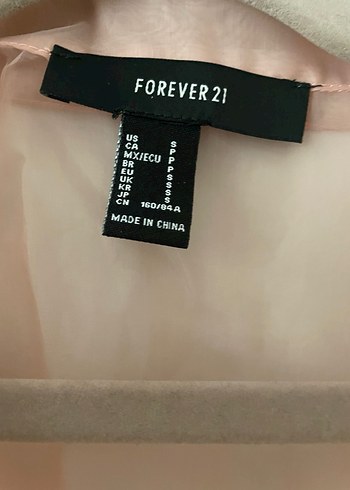 FOREVER 21
US S
CA P
MX/ECU P
BR P
EU S
UK S
KR S
JP S
CN 160/84A
MADE IN CHINA